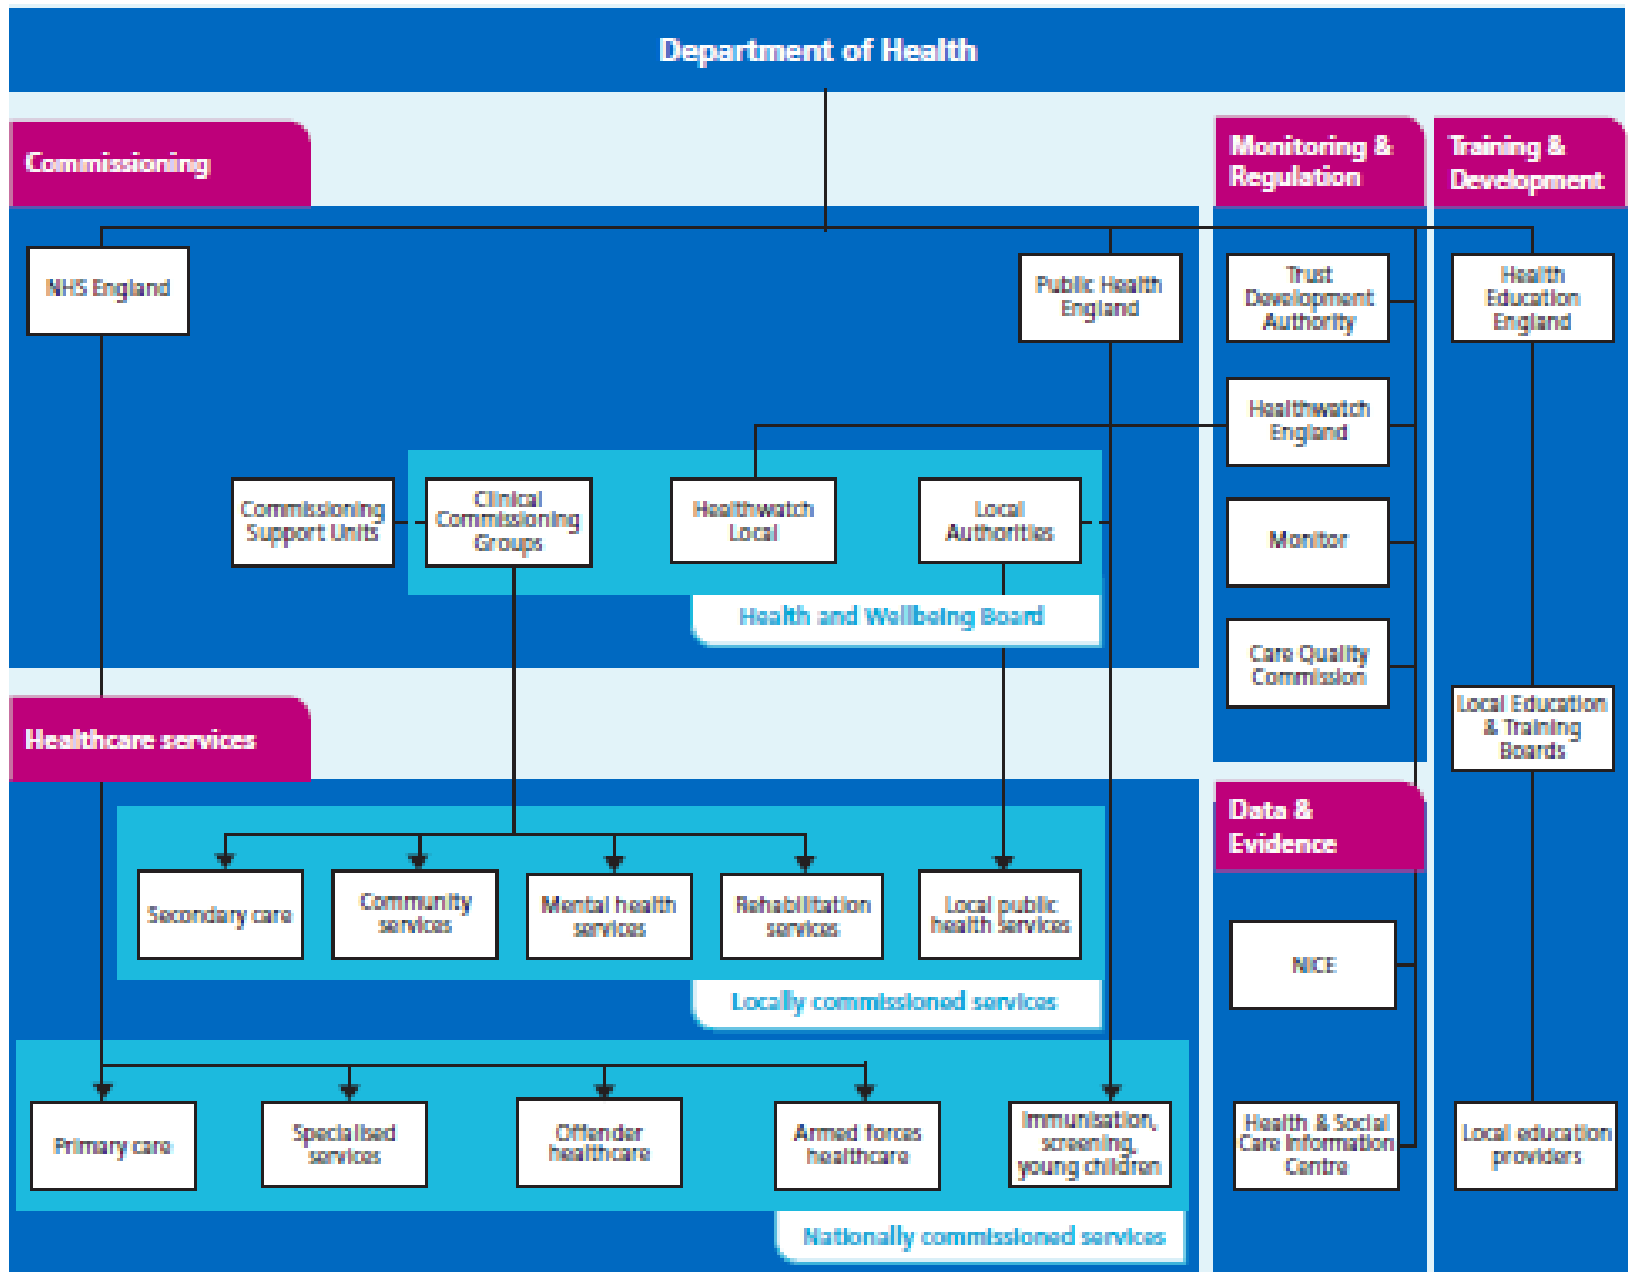 Department of Health
Commissioning
Monitoring &
Regulation
Training &
Development
NHS England
Public Health
England
Trust
Development
Authority
Health
Education
England
Healthwatch
England
Commissioning
Support Units
Clinical
Commissioning
Groups
Healthwatch
Local
Local
Authorities
Monitor
Health and Wellbeing Board
Care Quality
Commission
Local Education
& Training
Boards
Healthcare services
Data &
Evidence
Secondary care
Community
services
Mental health
services
Rehabilitation
services
Local public
health services
NICE
Locally commissioned services
Primary care
Specialised
services
Offender
healthcare
Armed forces
healthcare
Immunisation,
screening,
young children
Health & Social
Care Information
Centre
Local education
providers
Nationally commissioned services